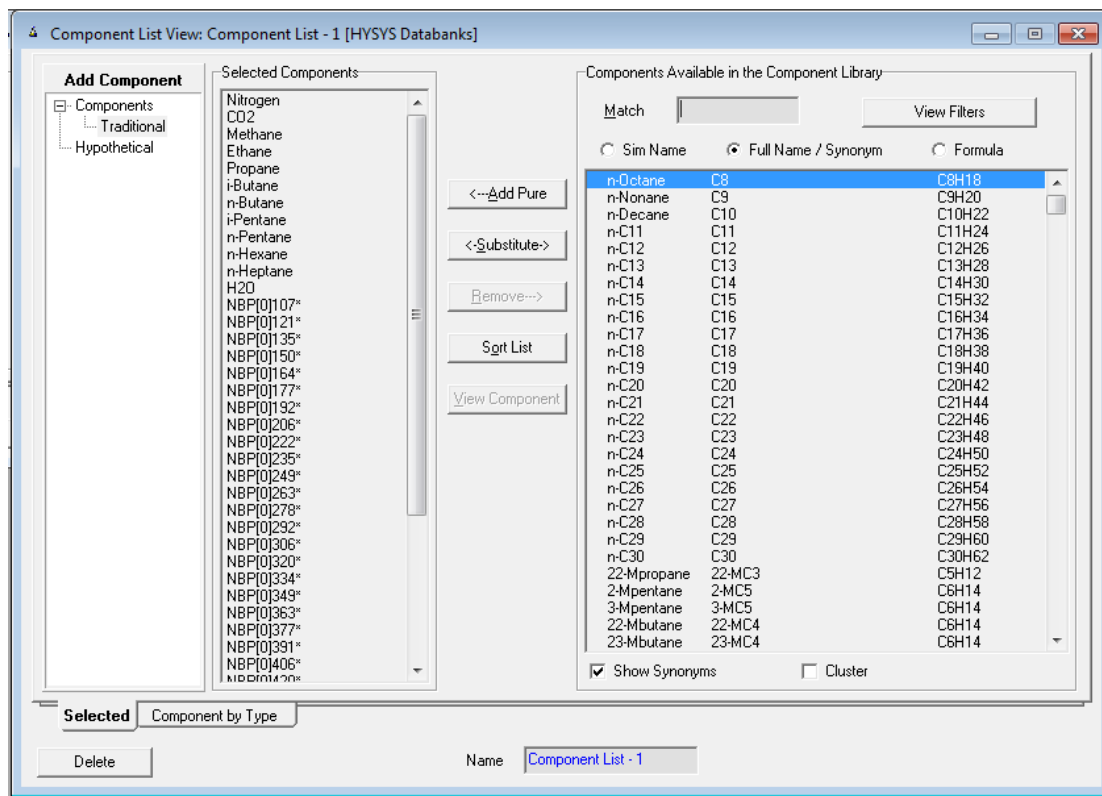 Component List View: Component List - 1 [HYSYS Databanks]
Add Component
Components
Traditional
Hypothetical
Selected Components
Nitrogen
CO2
Methane
Ethane
Propane
i-Butane
n-Butane
i-Pentane
n-Pentane
n-Hexane
n-Heptane
H2O
NBP[0]107*
NBP[0]121*
NBP[0]135*
NBP[0]150*
NBP[0]164*
NBP[0]177*
NBP[0]192*
NBP[0]206*
NBP[0]222*
NBP[0]235*
NBP[0]249*
NBP[0]263*
NBP[0]278*
NBP[0]292*
NBP[0]306*
NBP[0]320*
NBP[0]334*
NBP[0]349*
NBP[0]363*
NBP[0]377*
NBP[0]391*
NBP[0]406*
NBP[0]420*
<---Add Pure
<-Substitute->
Remove--->
Sort List
View Component
Components Available in the Component Library
Match
View Filters
Sim Name Full Name / Synonym Formula
n-Octane C8 C8H18
n-Nonane C9 C9H20
n-Decane C10 C10H22
n-C11 C11 C11H24
n-C12 C12 C12H26
n-C13 C13 C13H28
n-C14 C14 C14H30
n-C15 C15 C15H32
n-C16 C16 C16H34
n-C17 C17 C17H36
n-C18 C18 C18H38
n-C19 C19 C19H40
n-C20 C20 C20H42
n-C21 C21 C21H44
n-C22 C22 C22H46
n-C23 C23 C23H48
n-C24 C24 C24H50
n-C25 C25 C25H52
n-C26 C26 C26H54
n-C27 C27 C27H56
n-C28 C28 C28H58
n-C29 C29 C29H60
n-C30 C30 C30H62
22-Mpropane 22-MC3 C5H12
2-Mpentane 2-MC5 C6H14
3-Mpentane 3-MC5 C6H14
22-Mbutane 22-MC4 C6H14
23-Mbutane 23-MC4 C6H14
Show Synonyms Cluster
Selected Component by Type
Delete
Name Component List - 1